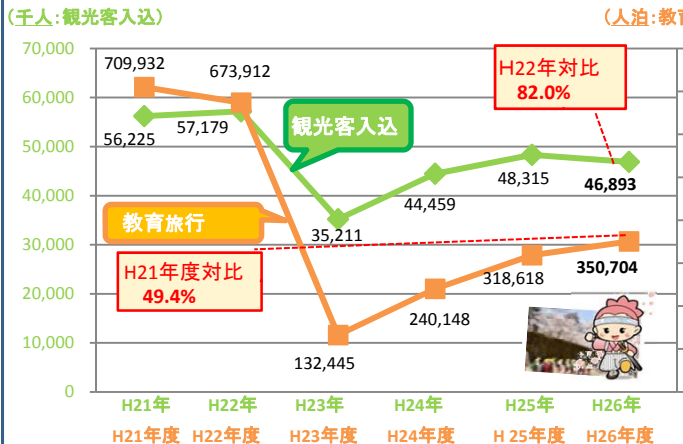 （千人:観光客入込）
（人泊:教育
70,000
60,000
50,000
40,000
30,000
20,000
10,000
0
709,932
673,912
56,225
57,179
観光客入込
H22年対比
82.0%
教育旅行
35,211
44,459
48,315
46,893
H21年度対比
49.4%
132,445
240,148
318,618
350,704
H21年 H22年 H23年 H24年 H25年 H26年
H21年度 H22年度 H23年度 H24年度 H 25年度 H26年度